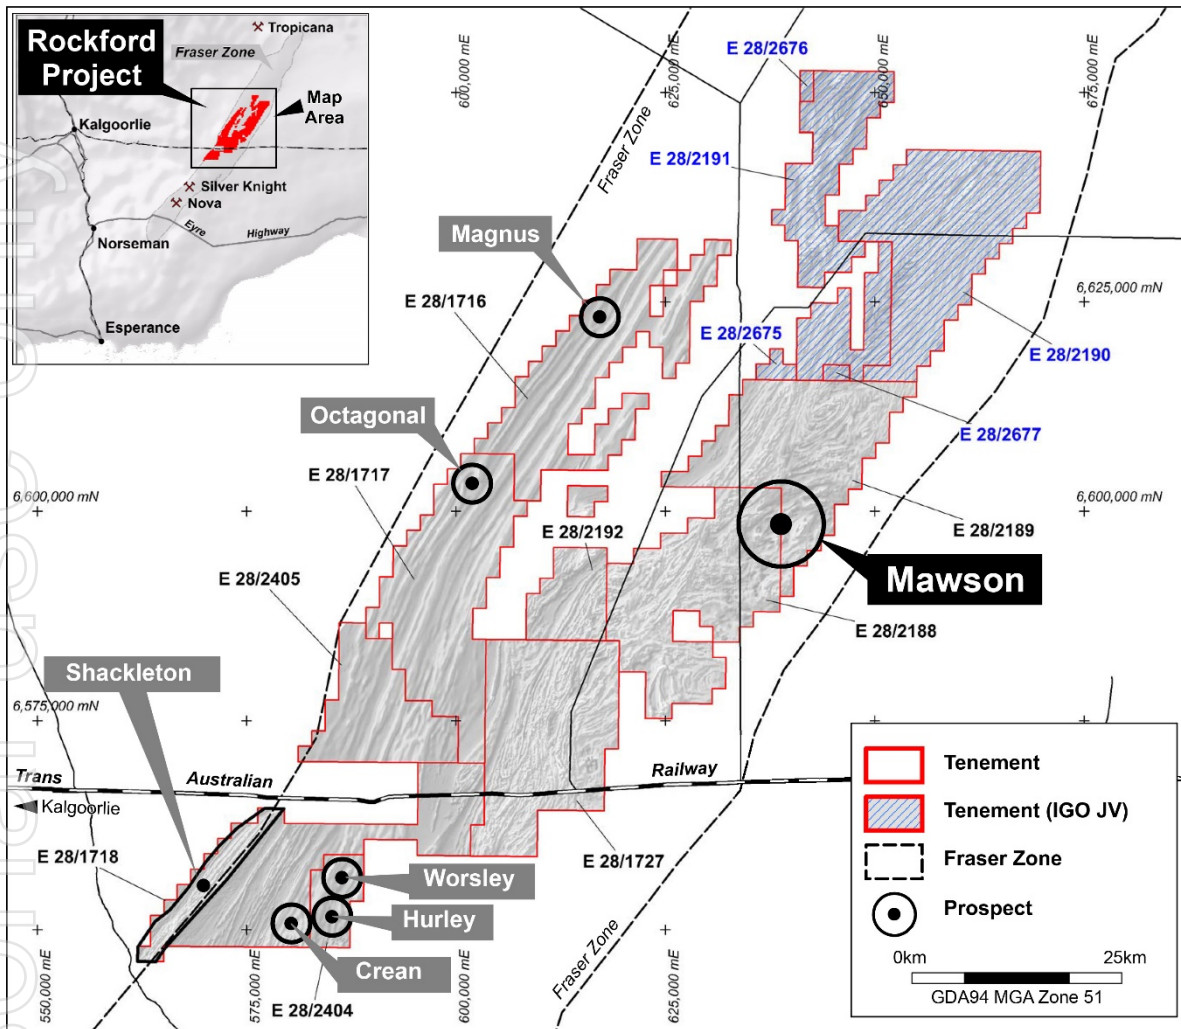 Rockford
Project
Tropicana
Fraser Zone
Map
Area
Kalgoorlie
Silver Knight
Nova
Eyre
Highway
Norseman
Esperance
600,000 mE
625,000 mE
650,000 mE
675,000 mE
Fraser Zone
E 28/2676
E 28/2191
Magnus
E 28/1716
6,625,000 mN
E 28/2675
E 28/2190
Octagonal
E 28/2677
E 28/1717
6,600,000 mN
6,600,000 mN
E 28/2192
E 28/2189
E 28/2405
Mawson
E 28/2188
Shackleton
6,575,000 mN
Trans
Australian
Railway
Kalgoorlie
E 28/1718
E 28/1727
Worsley
Hurley
Crean
E 28/2404
Fraser Zone
550,000 mE
575,000 mE
600,000 mE
625,000 mE
Tenement
Tenement (IGO JV)
Fraser Zone
Prospect
0km
25km
GDA94 MGA Zone 51